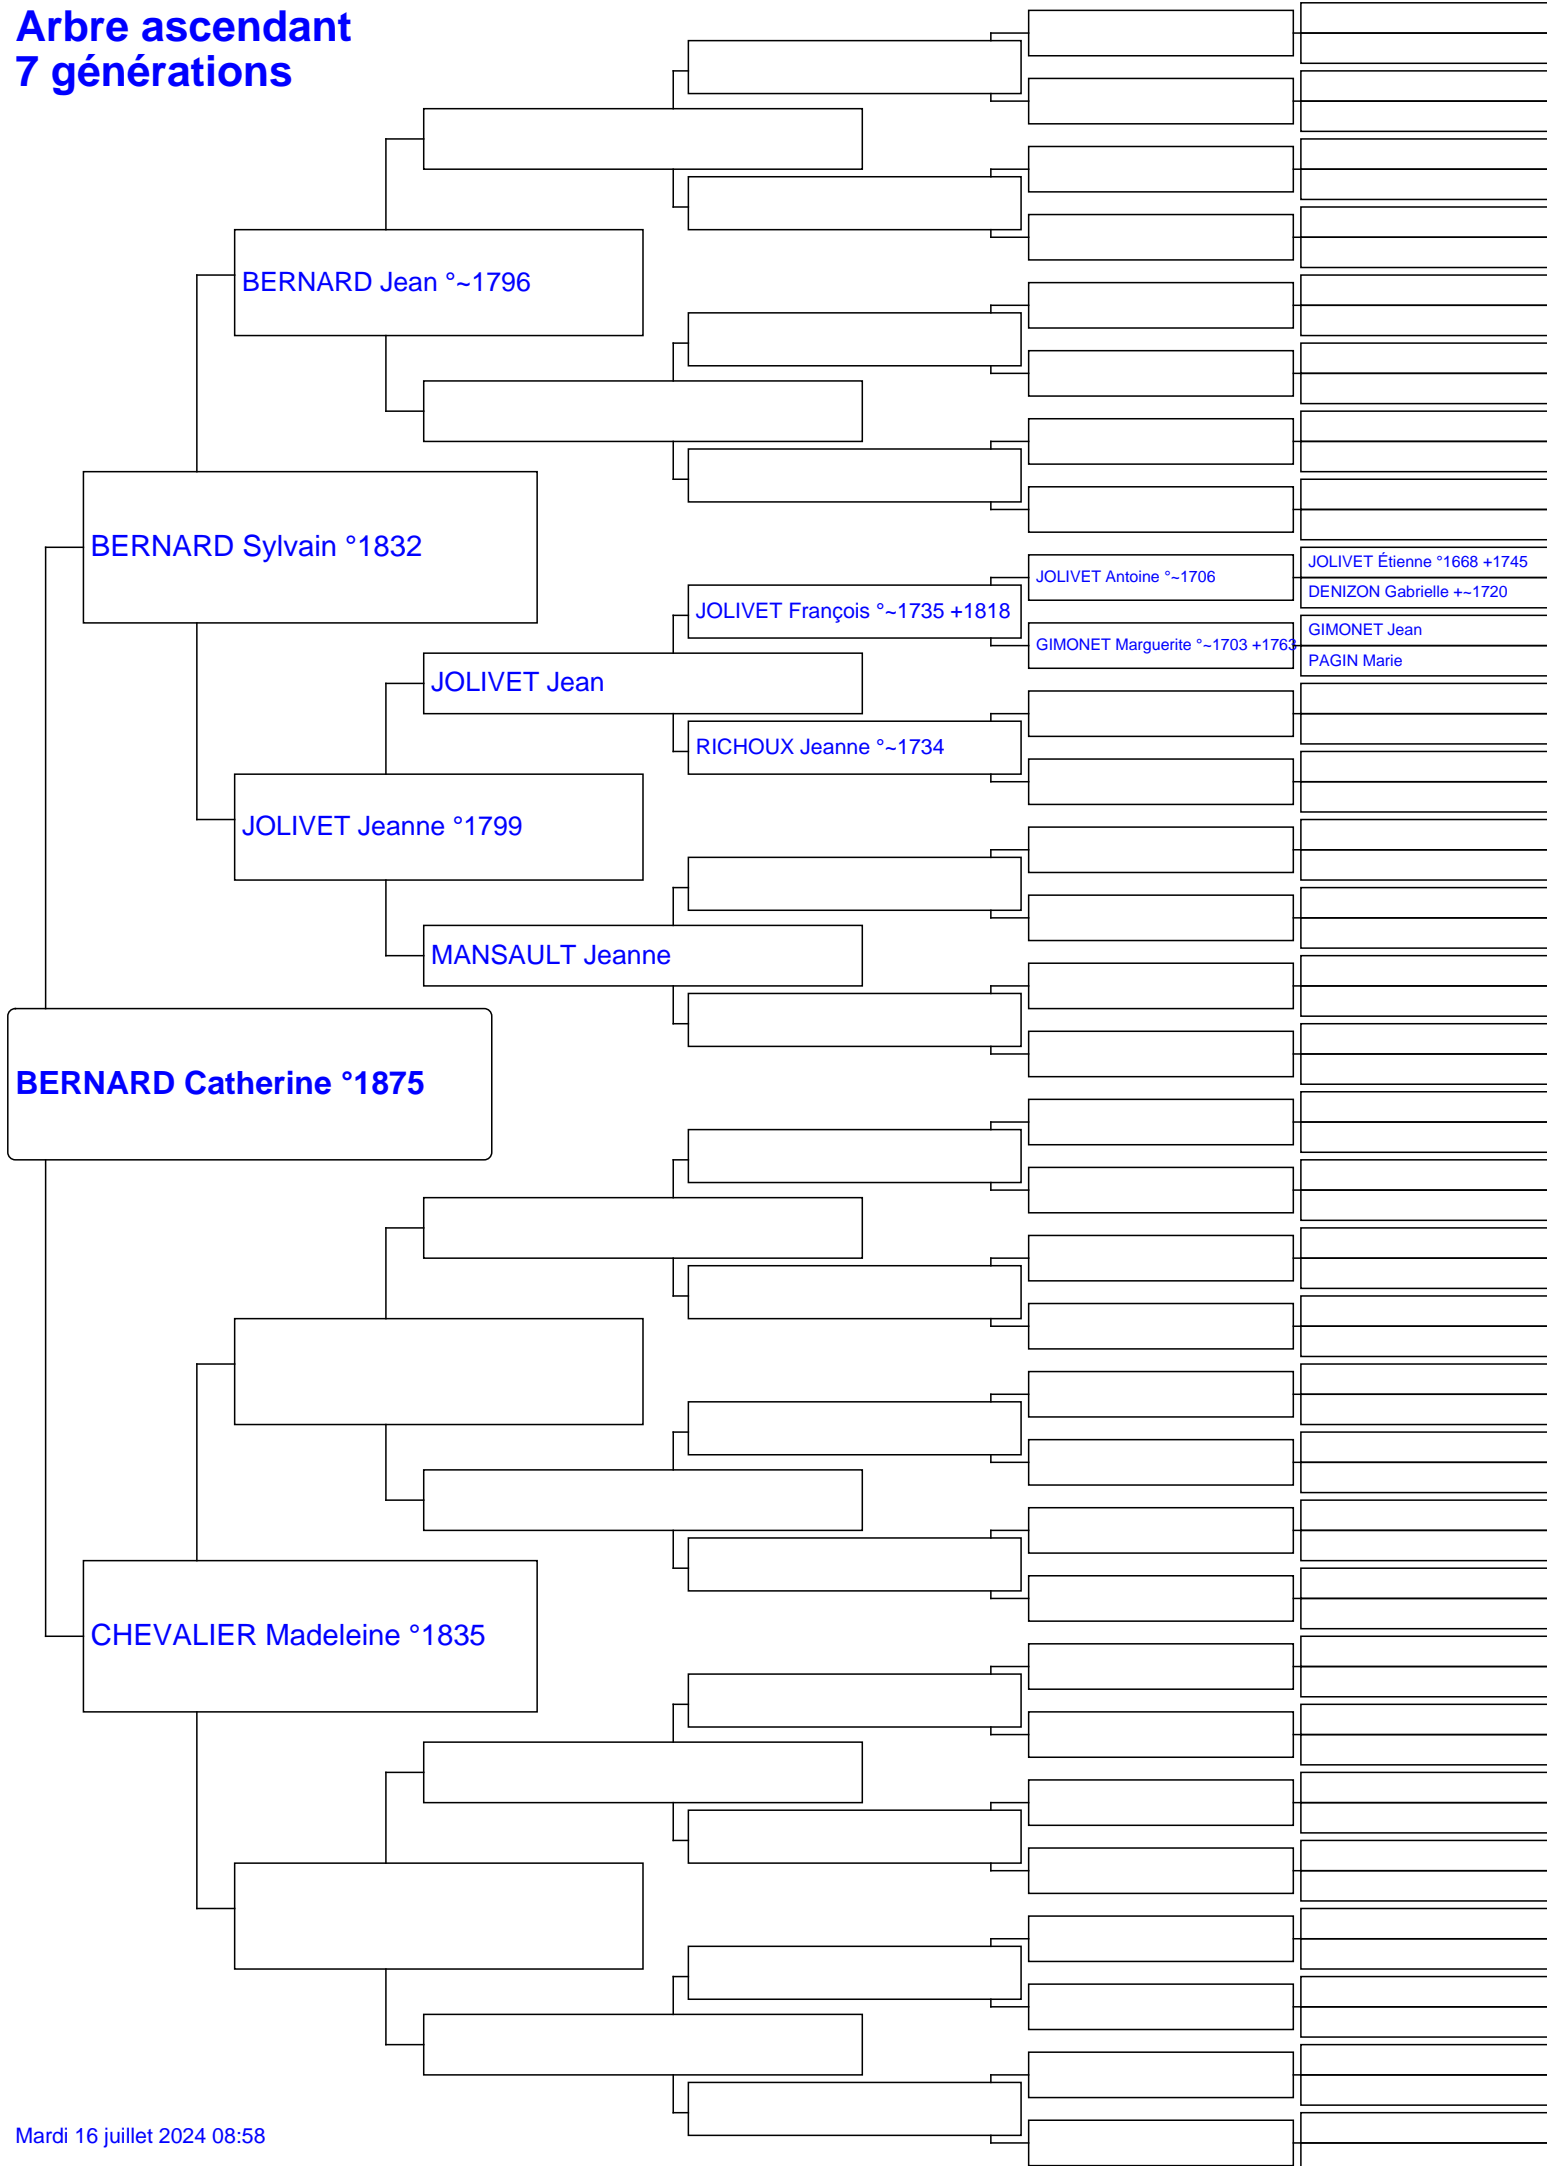 Arbre ascendant
7 générations
BERNARD Jean °~1796
BERNARD Sylvain °1832
JOLIVET Étienne °1668 +1745
JOLIVET Antoine °~1706
DENIZON Gabrielle +~1720
JOLIVET François °~1735 +1818
GIMONET Jean
GIMONET Marguerite °~1703 +1763
PAGIN Marie
JOLIVET Jean
RICHOUX Jeanne °~1734
JOLIVET Jeanne °1799
MANSAULT Jeanne
BERNARD Catherine °1875
CHEVALIER Madeleine °1835
Mardi 16 juillet 2024 08:58